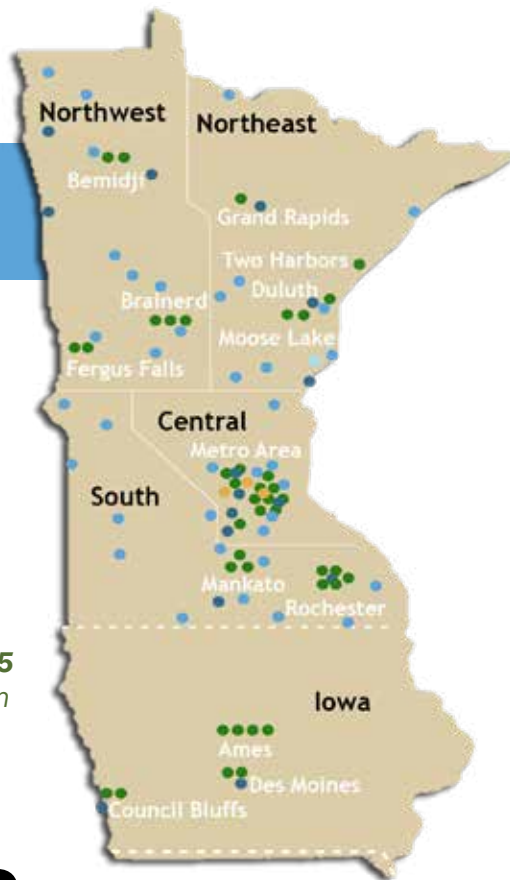 Northwest
Northeast
Bemidji
Grand Rapids
Two Harbors
Duluth
Brainerd
Moose Lake
Fergus Falls
Central
Metro Area
South
Mankato
Rochester
5
n
Iowa
Ames
Des Moines
Council Bluffs